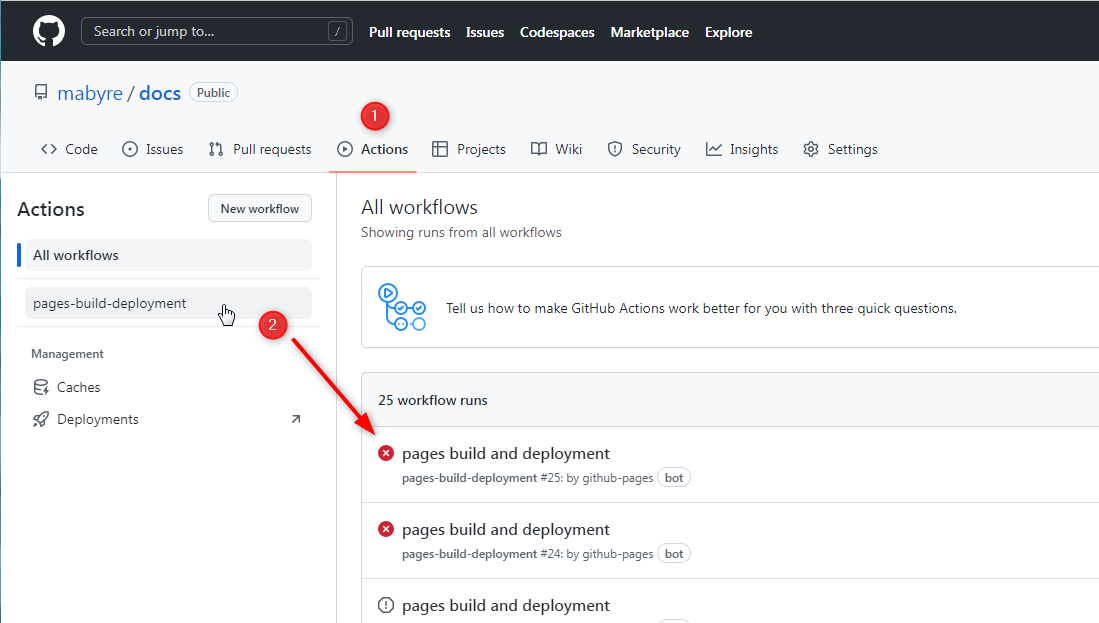 Search or jump to... / Pull requests Issues Codespaces Marketplace Explore
mabyre / docs Public
1
Code Issues Pull requests Actions Projects Wiki Security Insights Settings
Actions New workflow
All workflows
pages-build-deployment
2
Management
Caches
Deployments
All workflows
Showing runs from all workflows
Tell us how to make GitHub Actions work better for you with three quick questions.
25 workflow runs
pages build and deployment
pages-build-deployment #25: by github-pages bot
pages build and deployment
pages-build-deployment #24: by github-pages bot
pages build and deployment